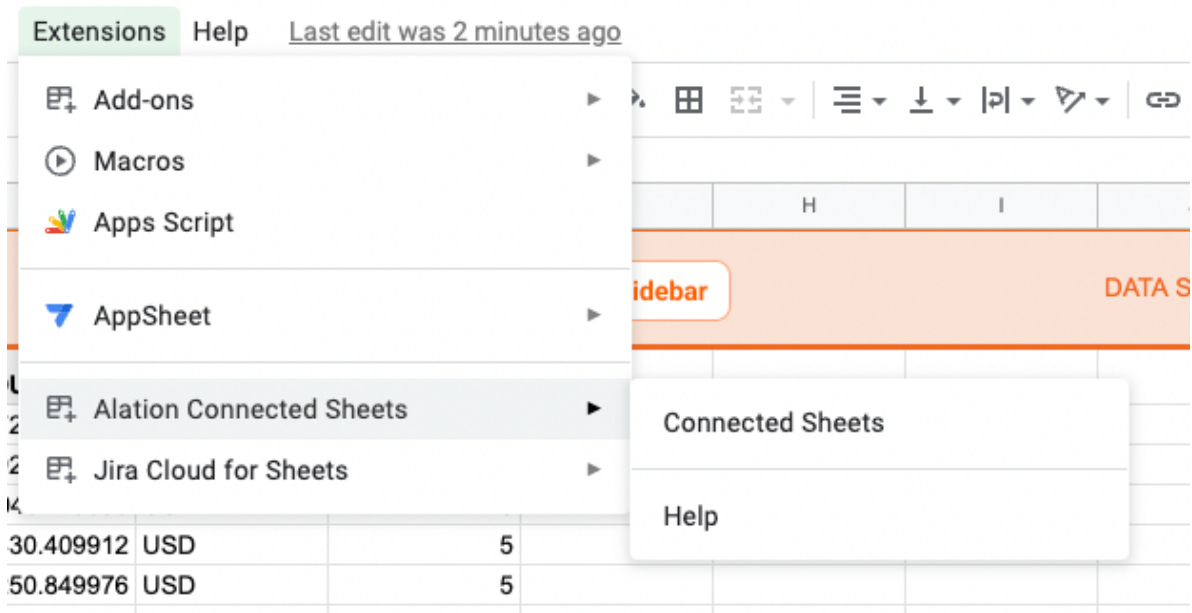 Extensions Help Last edit was 2 minutes ago
Add-ons
Macros
H I
Apps Script
idebar DATA S
AppSheet
Alation Connected Sheets
Connected Sheets
Jira Cloud for Sheets
Help
30.409912 USD 5
50.849976 USD 5